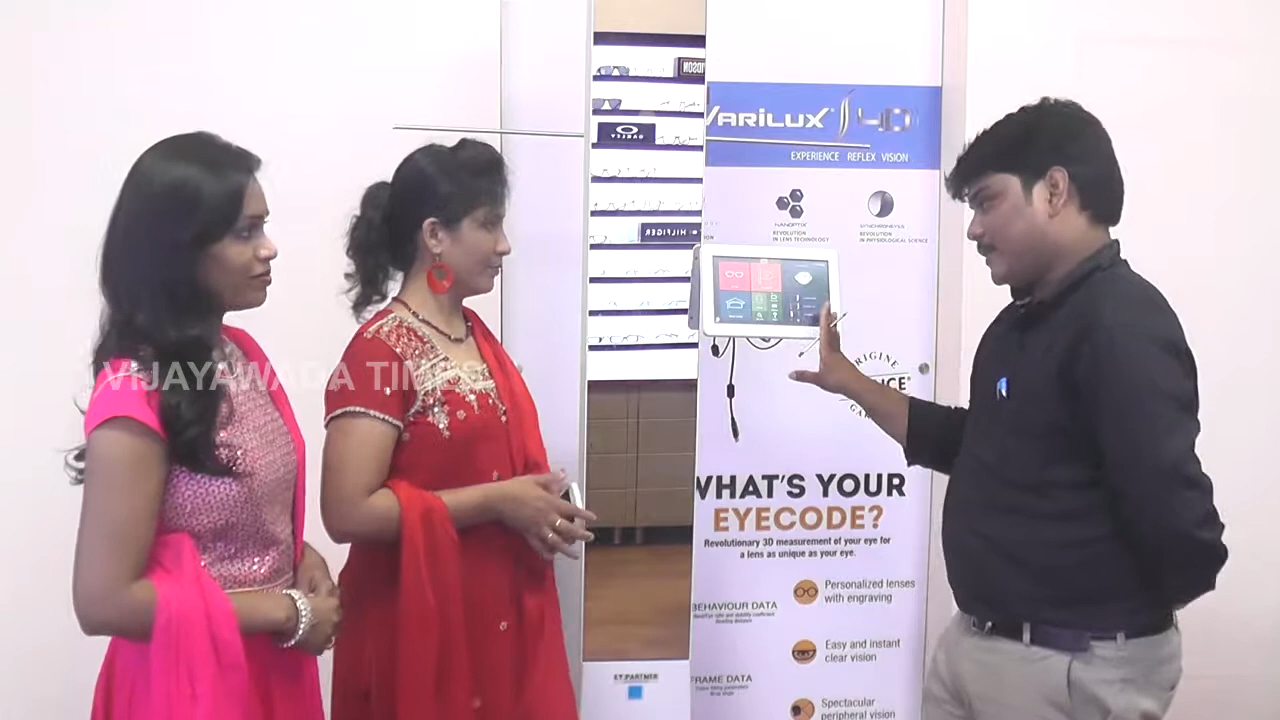 VARILUX S 4D
EXPERIENCE REFLEX VISION
NANOPTIX
REVOLUTION
IN LENS TECHNOLOGY
SYNCHRONEYES
REVOLUTION
IN PHYSIOLOGICAL SCIENCE
OAKLEY
HILFIGER
VIJAYAWADA TIMES
WHAT'S YOUR
EYECODE?
Revolutionary 3D measurement of your eye for
a lens as unique as your eye.
Personalized lenses
with engraving
BEHAVIOUR DATA
Easy and instant
clear vision
FRAME DATA
Spectacular
peripheral vision